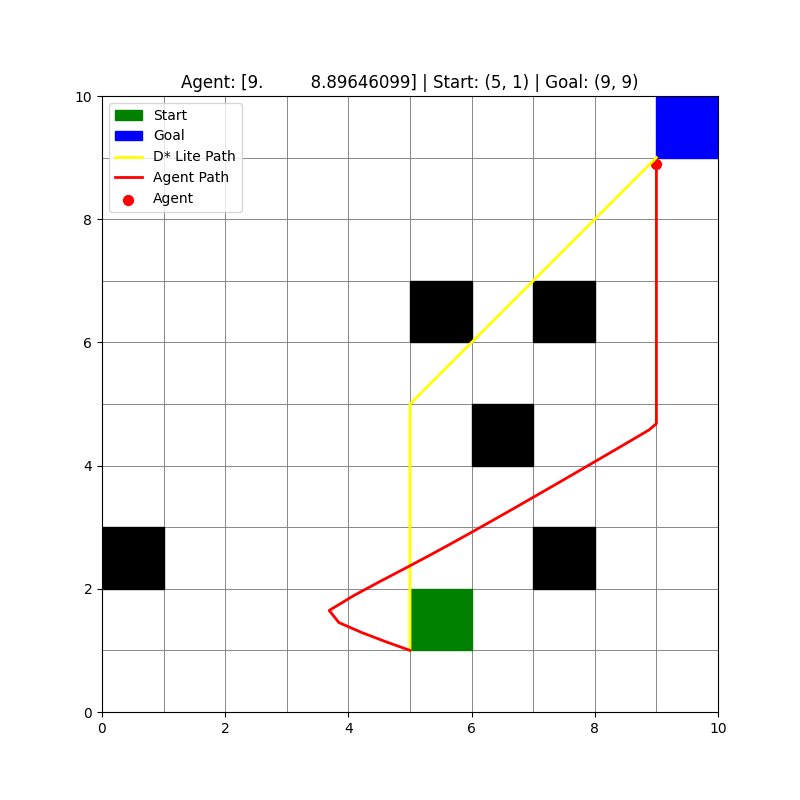 Agent: [9.         8.89646099] | Start: (5, 1) | Goal: (9, 9)
10
Start
Goal
D* Lite Path
Agent Path
Agent
8
6
4
2
0
0 2 4 6 8 10